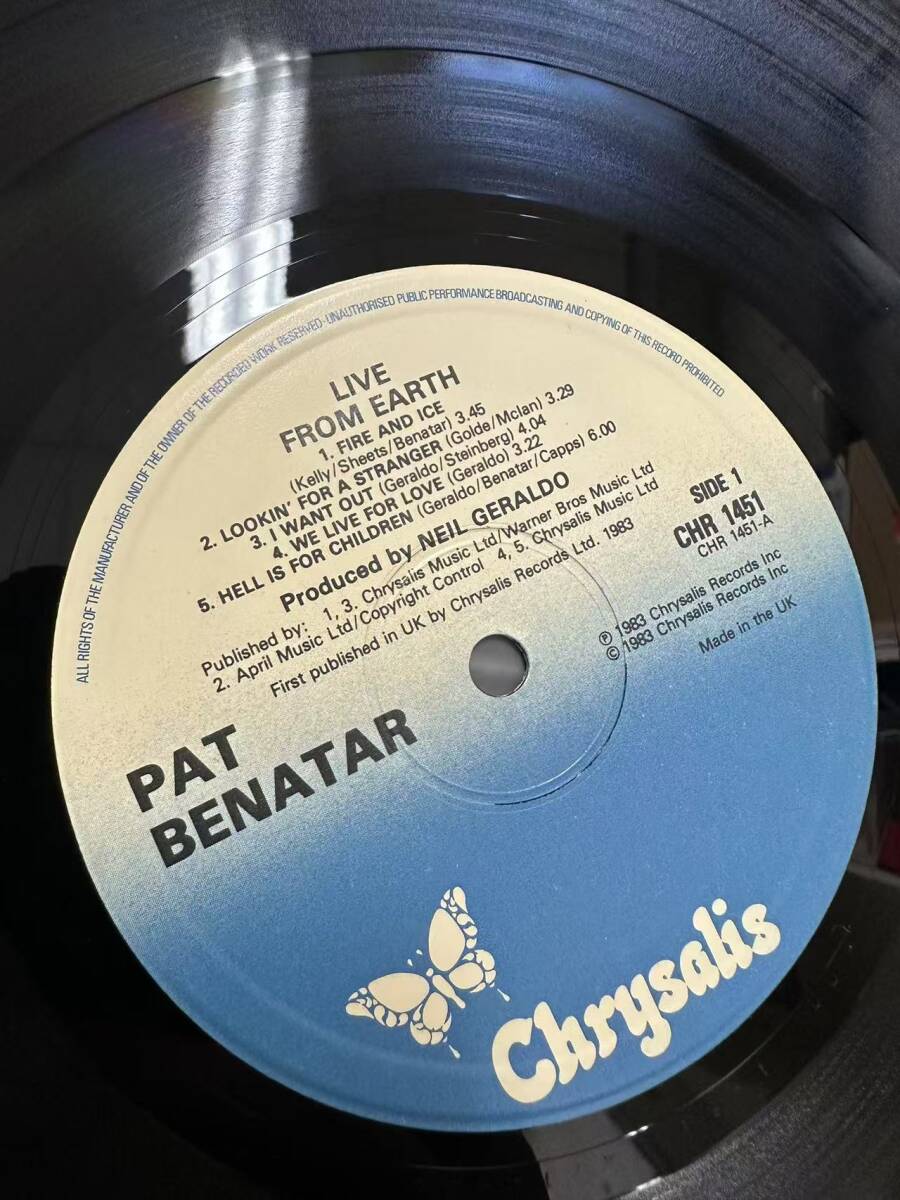 ALL RIGHTS OF THE MANUFACTURER AND OF THE OWNER OF THE RECORDED WORK RESERVED·UNAUTHORISED PUBLIC PERFORMANCE BROADCASTING AND COPYING OF THIS RECORD PROHIBITED
LIVE
FROM EARTH
1. FIRE AND ICE
(Kelly/Sheets/Benatar) 3.45
2. LOOKIN' FOR A STRANGER (Golde/Mclan) 3.29
3. I WANT OUT (Geraldo/Steinberg) 4.04
4. WE LIVE FOR LOVE (Geraldo) 3.22
5. HELL IS FOR CHILDREN (Geraldo/Benatar/Capps) 6.00
Produced by NEIL GERALDO
Published by: 1, 3. Chrysalis Music Ltd/Warner Bros Music Ltd
2. April Music Ltd/Copyright Control 4, 5. Chrysalis Music Ltd
First published in UK by Chrysalis Records Ltd. 1983
SIDE 1
CHR 1451
CHR 1451-A
℗ 1983 Chrysalis Records Inc
© 1983 Chrysalis Records Inc
Made in the UK
PAT
BENATAR
Chrysalis